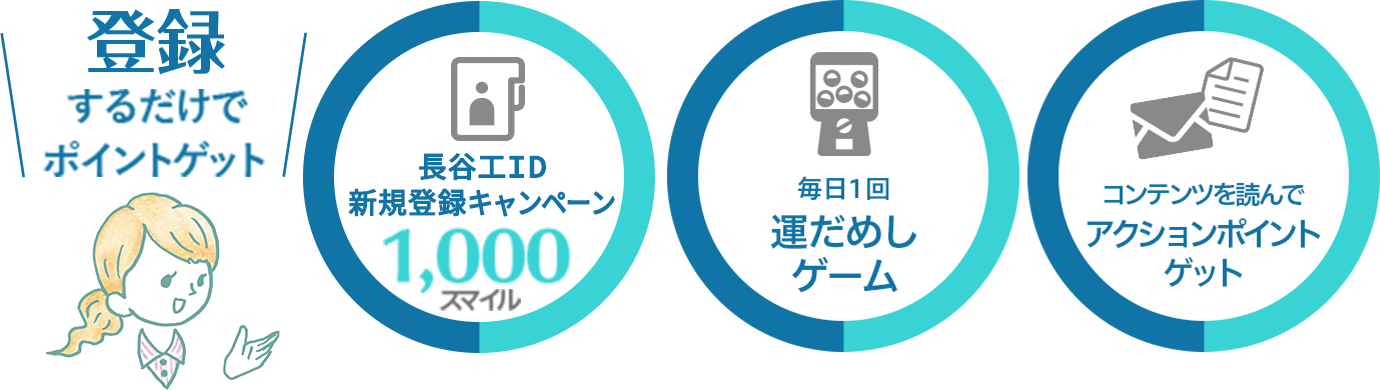 登録
するだけで
ポイントゲット
長谷工ID
新規登録キャンペーン
1,000
スマイル
毎日1回
運だめし
ゲーム
コンテンツを読んで
アクションポイント
ゲット